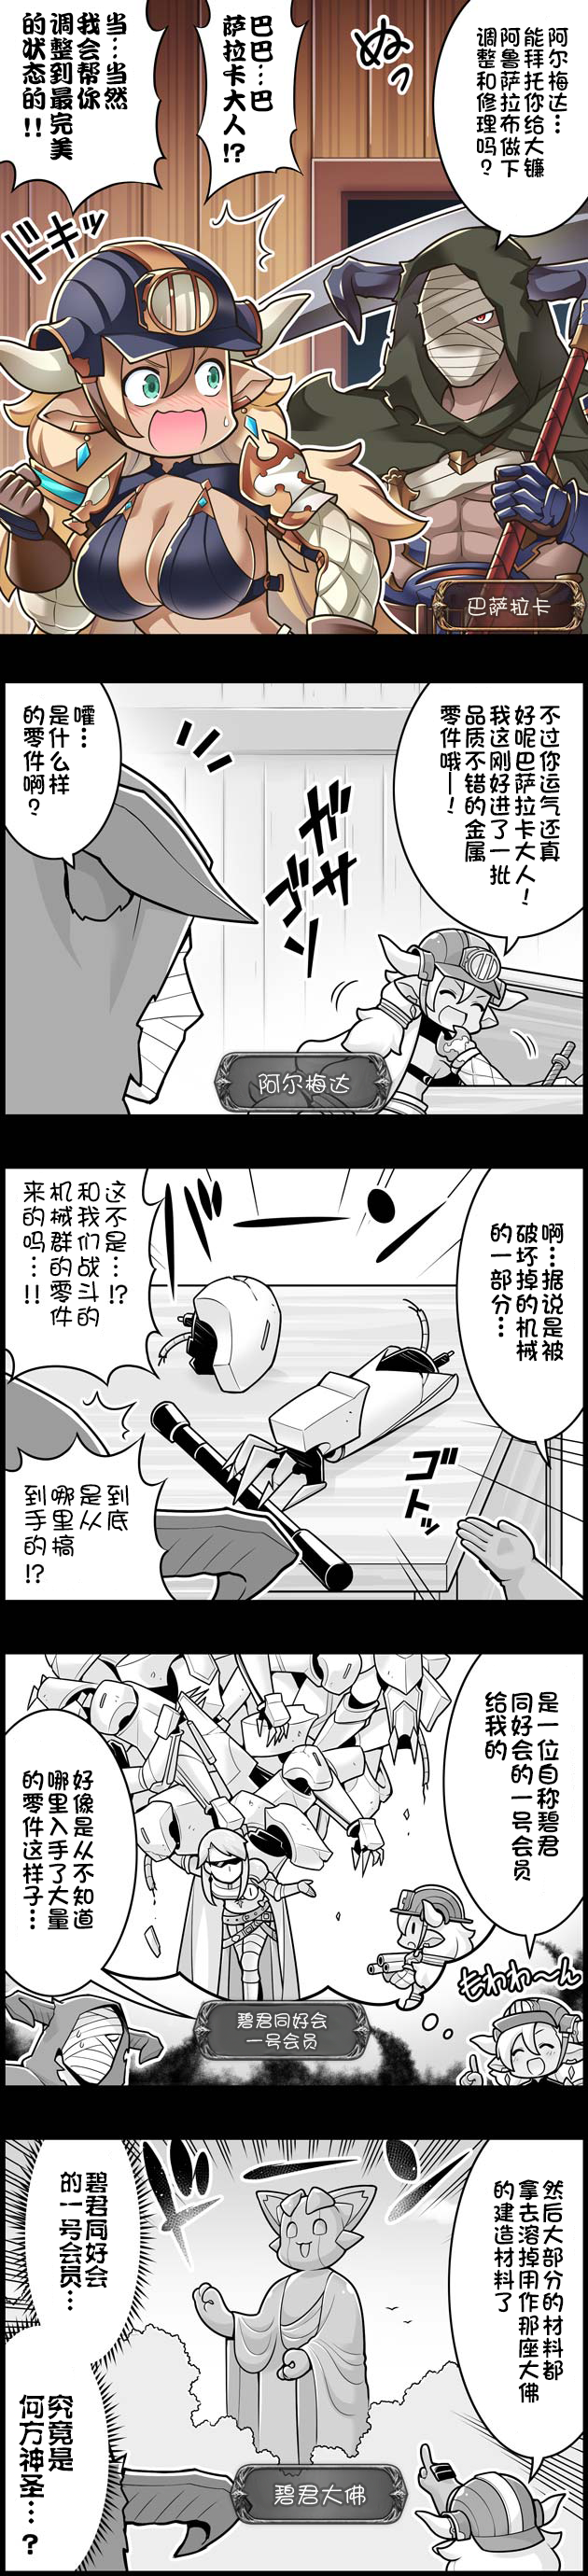 阿尔梅达…
能拜托你给大镰
阿鲁萨拉布做下
调整和修理吗?
ぬっ
巴巴…巴
萨拉卡大人!?
当…当然
我会帮你
调整到最完美
的状态的!!
ドキッ
巴萨拉卡
不过你运气还真
好呢巴萨拉卡大人!
我这刚好进了一批
品质不错的金属
零件哦ー!
嚯…
是什么样
的零件啊?
ガサ
ゴソ
阿尔梅达
啊…据说是被
破坏掉的机械
的一部分…
这不是…!?
和我们战斗的
机械群的零件
来的吗…!!
ゴトッ
到底
是从
哪里搞
到手的!?
是一位自称碧君
同好会的一号会员
给我的
好像是从不知道
哪里入手了大量
的零件这样子…
もわわ~ん
碧君同好会
一号会员
然后大部分的材料都
拿去溶掉用作那座大佛
的建造材料了
碧君同好会
的一号会员…
究竟是
何方神圣…?
碧君大佛